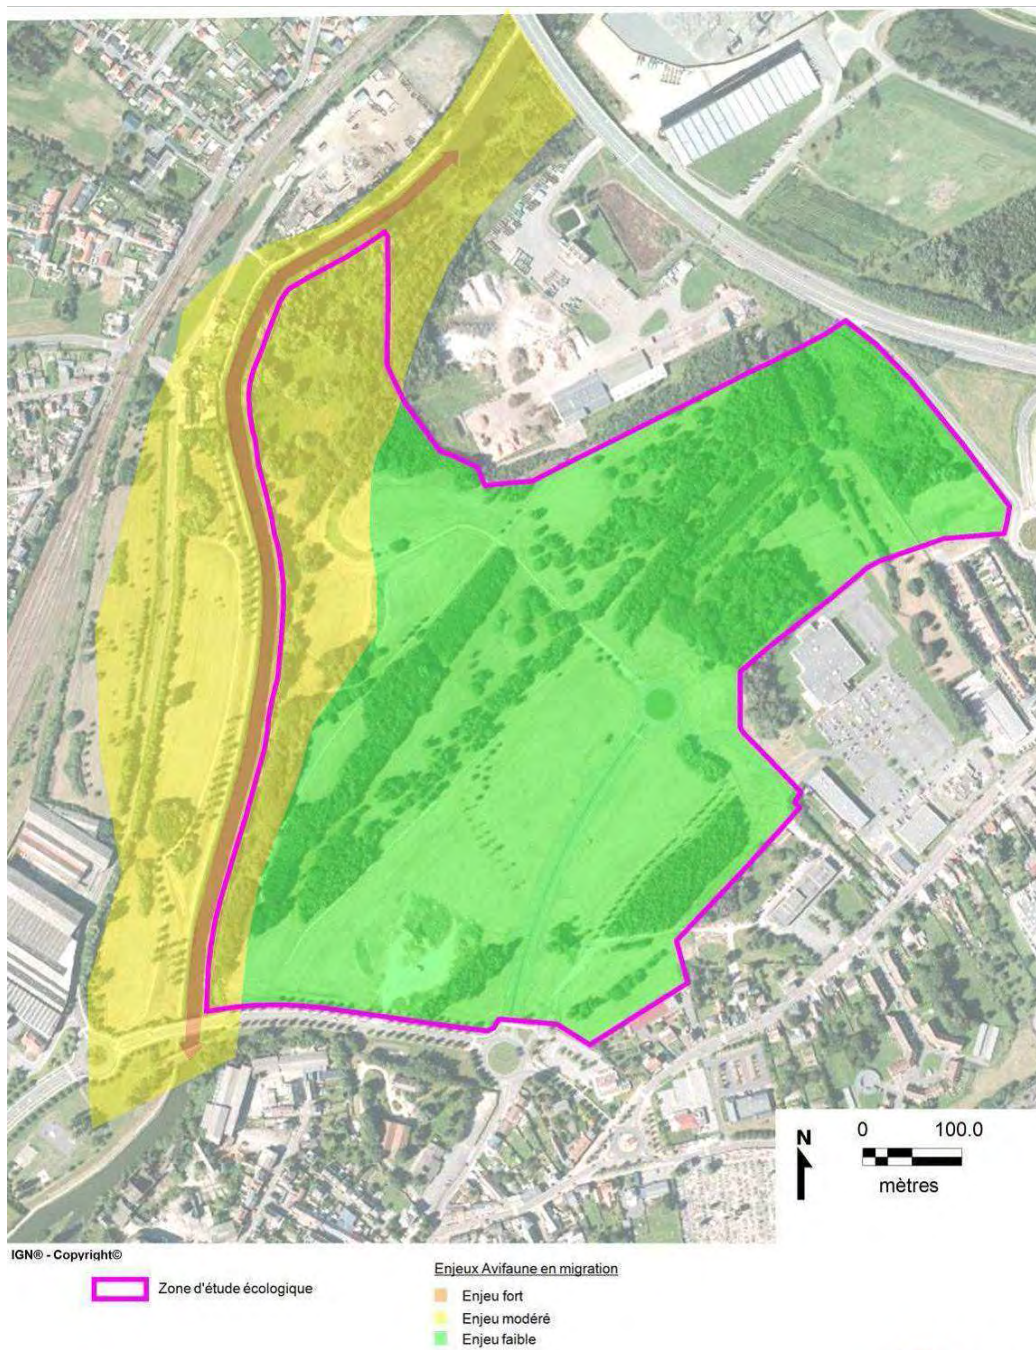 N
0 100.0
mètres
IGN® - Copyright©
Zone d'étude écologique
Enjeux Avifaune en migration
Enjeu fort
Enjeu modéré
Enjeu faible